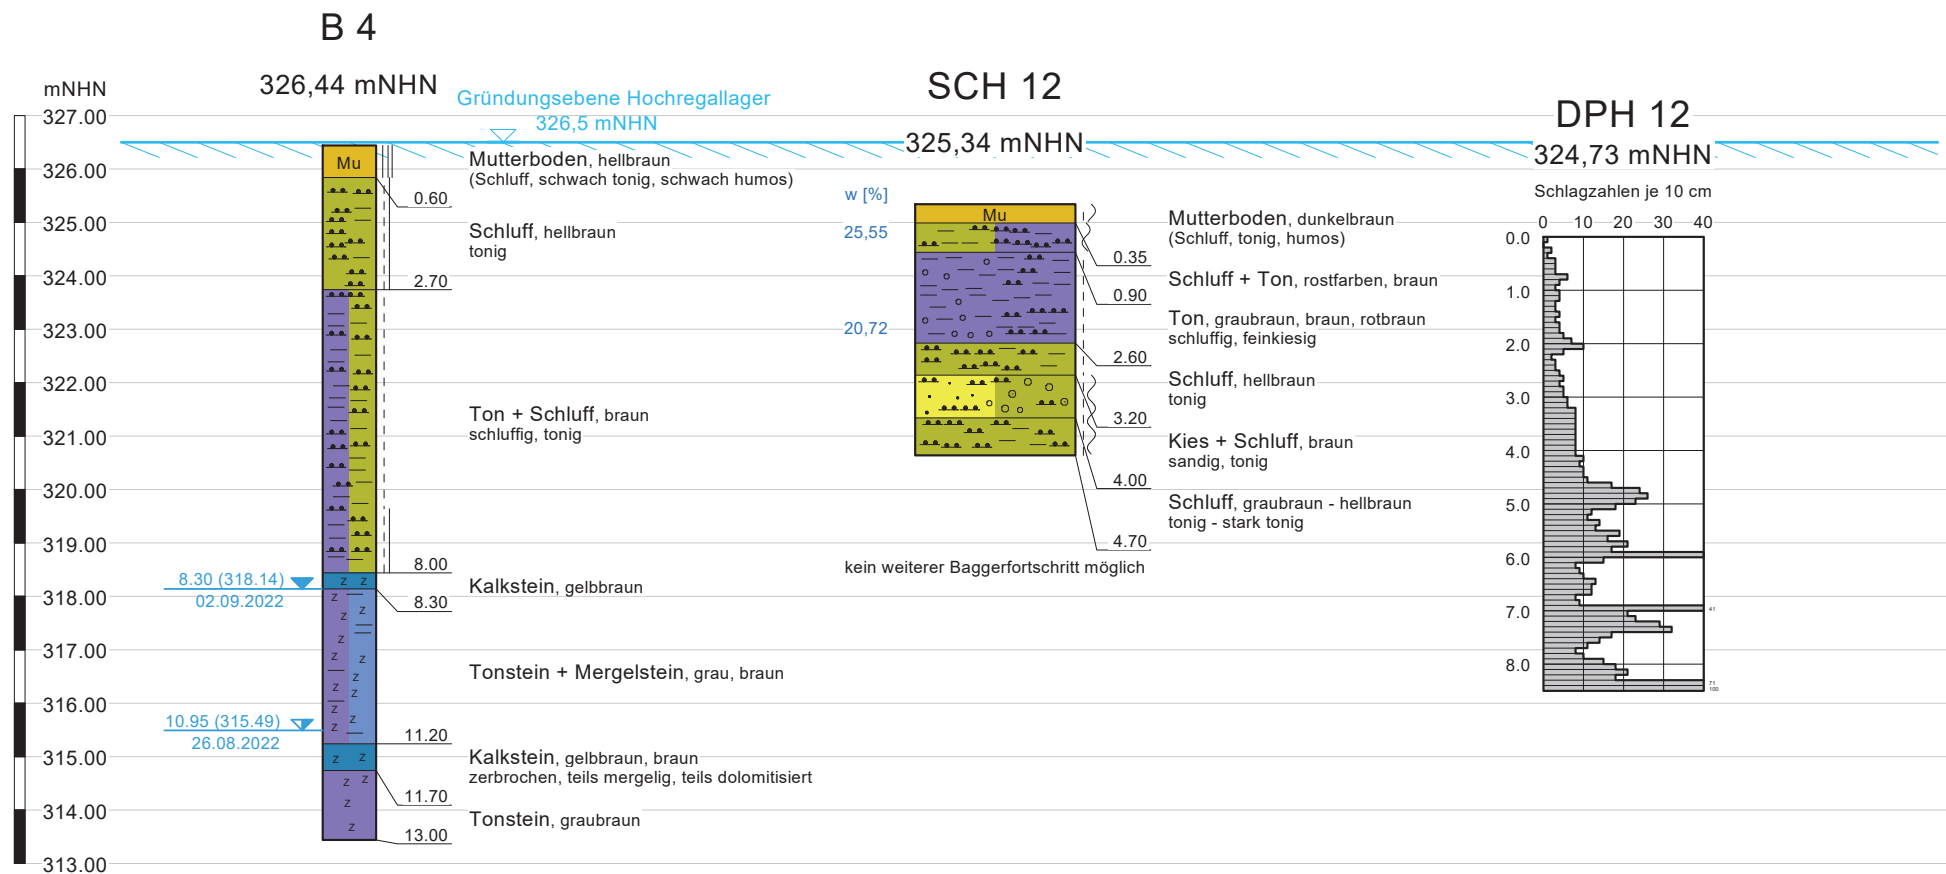 B 4
326,44 mNHN
mNHN
327.00
326.00
325.00
324.00
323.00
322.00
321.00
320.00
319.00
318.00
317.00
316.00
315.00
314.00
313.00
Gründungsebene Hochregallager
326,5 mNHN
Mu
0.60
2.70
8.00
8.30
11.20
11.70
13.00
8.30 (318.14)
02.09.2022
10.95 (315.49)
26.08.2022
Mutterboden, hellbraun
(Schluff, schwach tonig, schwach humos)
Schluff, hellbraun
tonig
Ton + Schluff, braun
schluffig, tonig
Kalkstein, gelbbraun
Tonstein + Mergelstein, grau, braun
Kalkstein, gelbbraun, braun
zerbrochen, teils mergelig, teils dolomitisiert
Tonstein, graubraun
z z
z
z
z
z
z
z
z
z
z
z
z
z
z z
z
z
z
z
SCH 12
325,34 mNHN
w [%]
25,55
20,72
Mu
0.35
0.90
2.60
3.20
4.00
4.70
Mutterboden, dunkelbraun
(Schluff, tonig, humos)
Schluff + Ton, rostfarben, braun
Ton, graubraun, braun, rotbraun
schluffig, feinkiesig
Schluff, hellbraun
tonig
Kies + Schluff, braun
sandig, tonig
Schluff, graubraun - hellbraun
tonig - stark tonig
kein weiterer Baggerfortschritt möglich
DPH 12
324,73 mNHN
Schlagzahlen je 10 cm
0 10 20 30 40
0.0
1.0
2.0
3.0
4.0
5.0
6.0
7.0
8.0
41
71
100